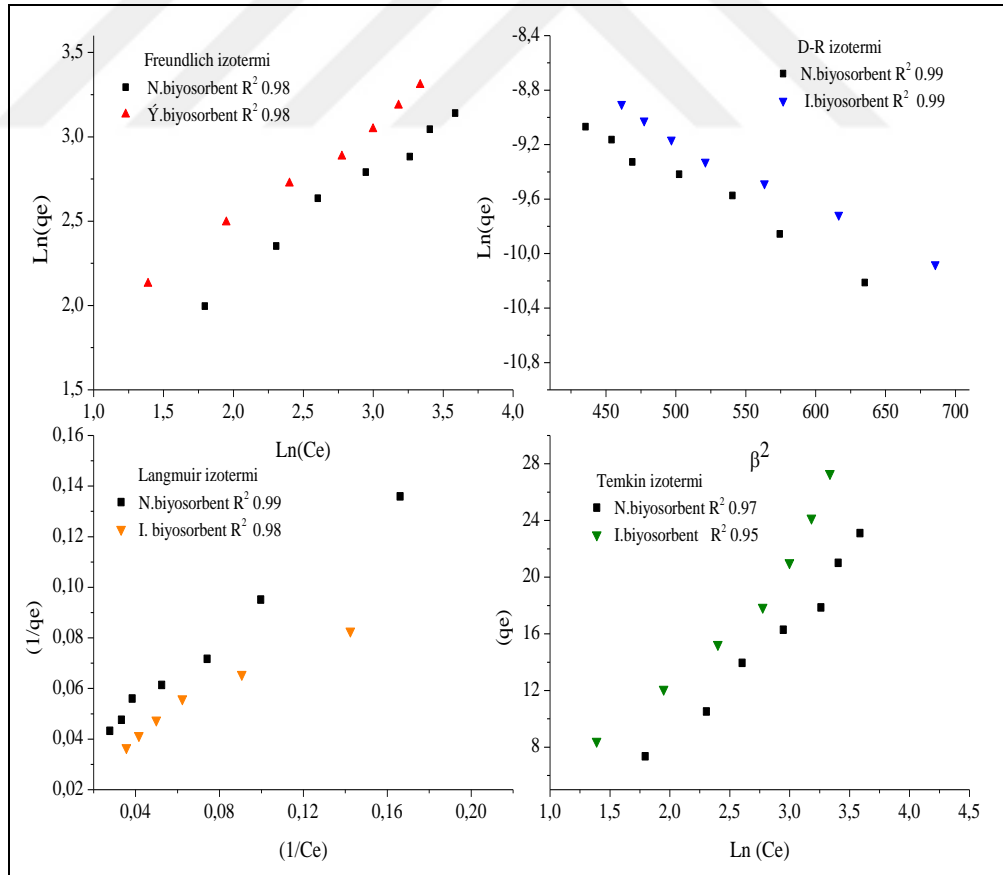 Freundlich izotermi
N.biyosorbent R² 0.98
Ý.biyosorbent R² 0.98
3,5
3,0
2,5
2,0
1,5
Ln(qe)
1,0 2,0 2,5 3,0 3,5 4,0
Ln(Ce)
D-R izotermi
N.biyosorbent R² 0.99
I.biyosorbent R² 0.99
-8,4
-8,8
-9,2
-9,6
-10,0
-10,4
-10,8
Ln(qe)
450 500 550 600 650 700
β²
Langmuir izotermi
N.biyosorbent R² 0.99
I. biyosorbent R² 0.98
0,16
0,14
0,12
0,10
0,08
0,06
0,04
0,02
(1/qe)
0,04 0,08 0,12 0,16 0,20
(1/Ce)
Temkin izotermi
N.biyosorbent R² 0.97
I.biyosorbent R² 0.95
28
24
20
16
12
8
(qe)
1,0 2,0 2,5 3,0 3,5 4,0 4,5
Ln (Ce)